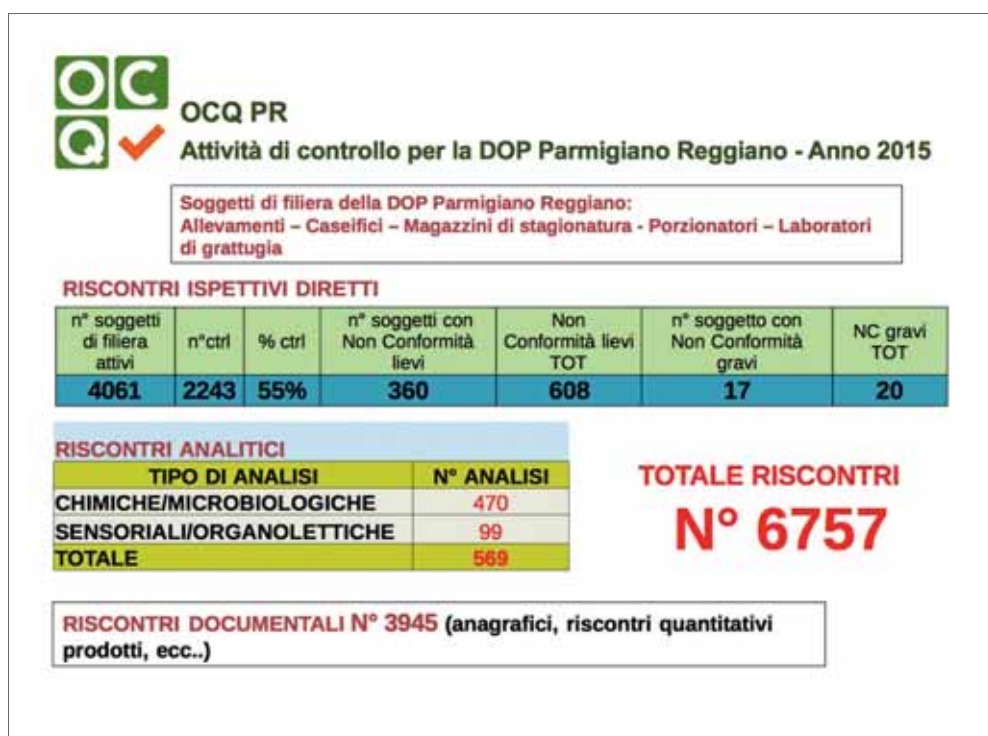 OC
Q
OCQ PR
Attività di controllo per la DOP Parmigiano Reggiano - Anno 2015
Soggetti di filiera della DOP Parmigiano Reggiano:
Allevamenti – Caseifici – Magazzini di stagionatura - Porzionatori – Laboratori
di grattugia
RISCONTRI ISPETTIVI DIRETTI
n° soggetti di filiera attivi n°ctrl % ctrl n° soggetti con Non Conformità lievi Non Conformità lievi TOT n° soggetto con Non Conformità gravi NC gravi TOT
4061 2243 55% 360 608 17 20
RISCONTRI ANALITICI
TIPO DI ANALISI N° ANALISI
CHIMICHE/MICROBIOLOGICHE 470
SENSORIALI/ORGANOLETTICHE 99
TOTALE 569
TOTALE RISCONTRI
N° 6757
RISCONTRI DOCUMENTALI N° 3945 (anagrafici, riscontri quantitativi
prodotti, ecc..)